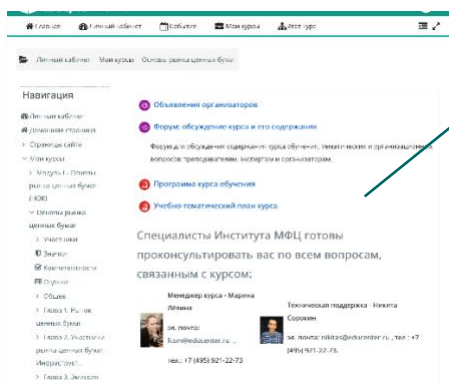 Главная Личный кабинет События Мои курсы Этот курс
Личный кабинет Мои курсы Основы рынка ценных бумаг
Навигация
Личный кабинет
Домашняя страница
Страницы сайта
Мои курсы
Модуль I - Основы
рынка ценных бумаг
Основы рынка
ценных бумаг
Участники
Значки
Компетентности
Оценки
Общее
Глава 1. Рынок
ценных бумаг
Глава 2. Участники
рынка ценных бумаг.
Инфраструкт...
Глава 3. Эмиссия
Объявления организаторов
Форум: обсуждение курса и его содержания
Форум для обсуждения содержания курса обучения, тематических и организационных
вопросов преподавателям, экспертам и организаторам
Программа курса обучения
Учебно-тематический план курса
Специалисты Института МФЦ готовы
проконсультировать вас по всем вопросам,
связанным с курсом:
Менеджер курса - Марина
эл. почта:
тел.: +7 (495) 921-22-73
Техническая поддержка - Никита
Сорокин
эл. почта: nikitas@educenter.ru , тел.: +7
(495) 921-22-73.